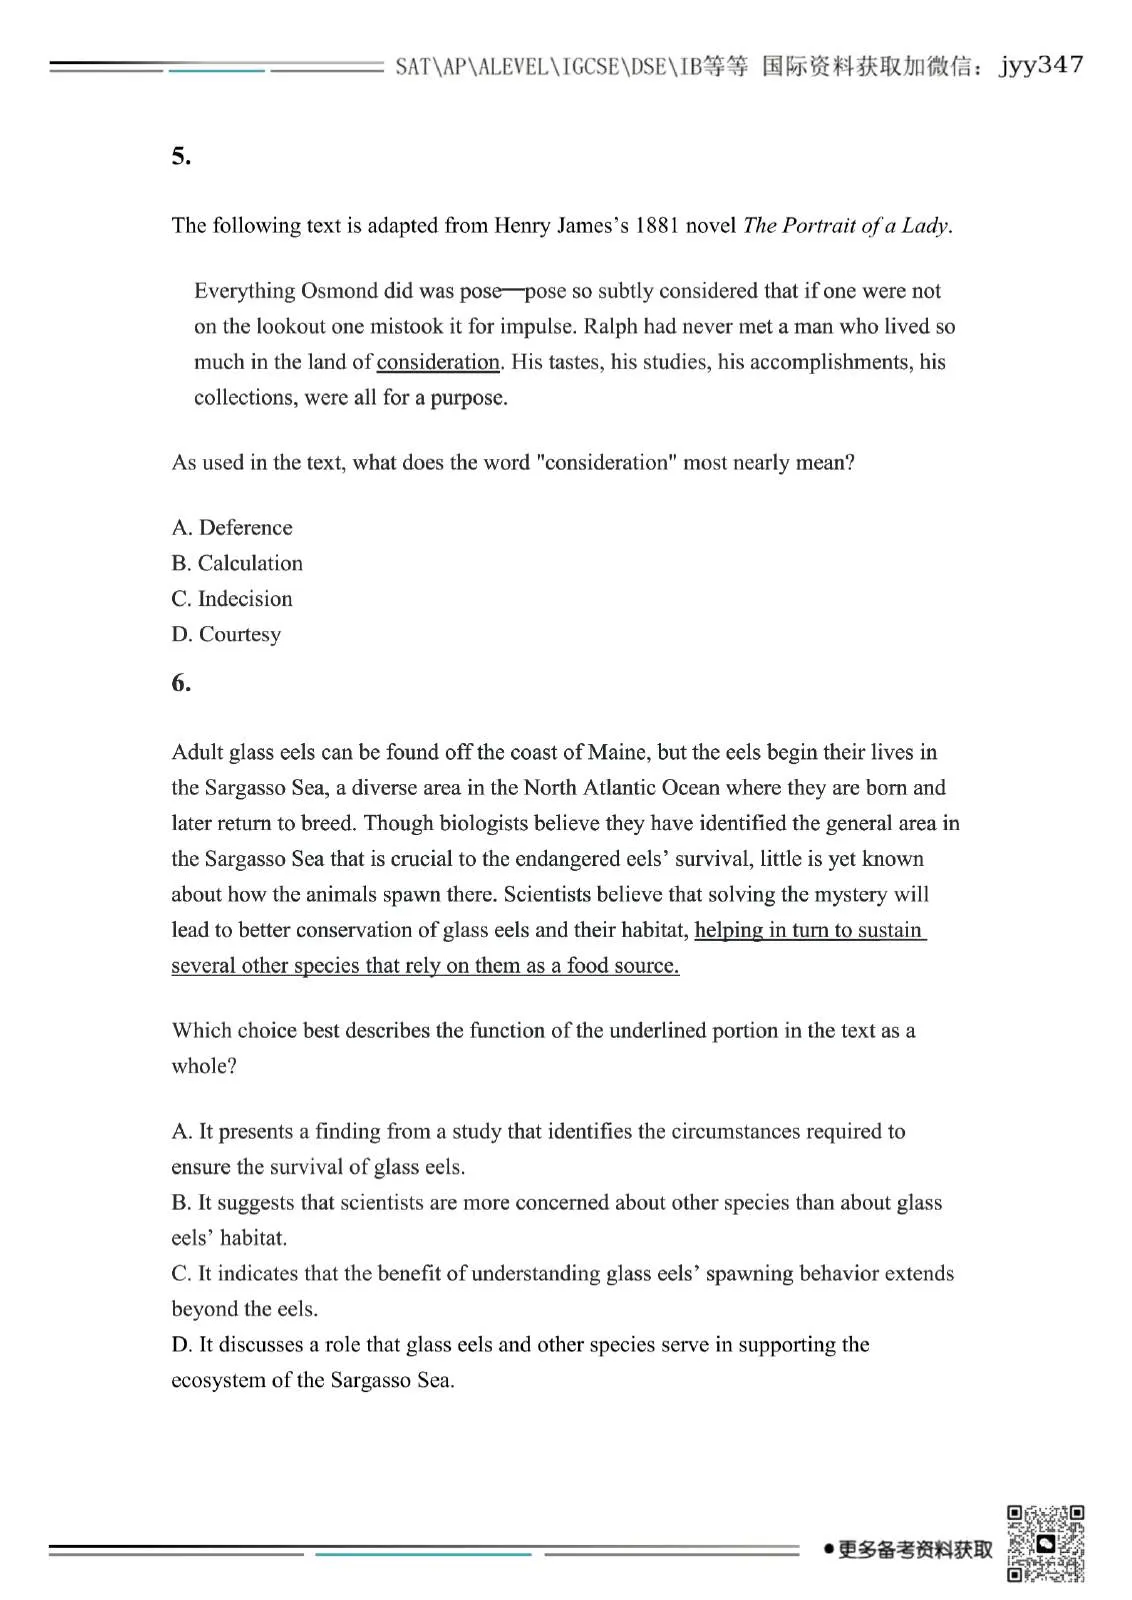 SAT\AP\ALEVEL\IGCSE\DSE\IB等等 国际资料获取加微信: jyy347
5.
The following text is adapted from Henry James’s 1881 novel The Portrait of a Lady.
Everything Osmond did was pose—pose so subtly considered that if one were not
on the lookout one mistook it for impulse. Ralph had never met a man who lived so
much in the land of consideration. His tastes, his studies, his accomplishments, his
collections, were all for a purpose.
As used in the text, what does the word "consideration" most nearly mean?
A. Deference
B. Calculation
C. Indecision
D. Courtesy
6.
Adult glass eels can be found off the coast of Maine, but the eels begin their lives in
the Sargasso Sea, a diverse area in the North Atlantic Ocean where they are born and
later return to breed. Though biologists believe they have identified the general area in
the Sargasso Sea that is crucial to the endangered eels’ survival, little is yet known
about how the animals spawn there. Scientists believe that solving the mystery will
lead to better conservation of glass eels and their habitat, helping in turn to sustain
several other species that rely on them as a food source.
Which choice best describes the function of the underlined portion in the text as a
whole?
A. It presents a finding from a study that identifies the circumstances required to
ensure the survival of glass eels.
B. It suggests that scientists are more concerned about other species than about glass
eels’ habitat.
C. It indicates that the benefit of understanding glass eels’ spawning behavior extends
beyond the eels.
D. It discusses a role that glass eels and other species serve in supporting the
ecosystem of the Sargasso Sea.
●更多备考资料获取